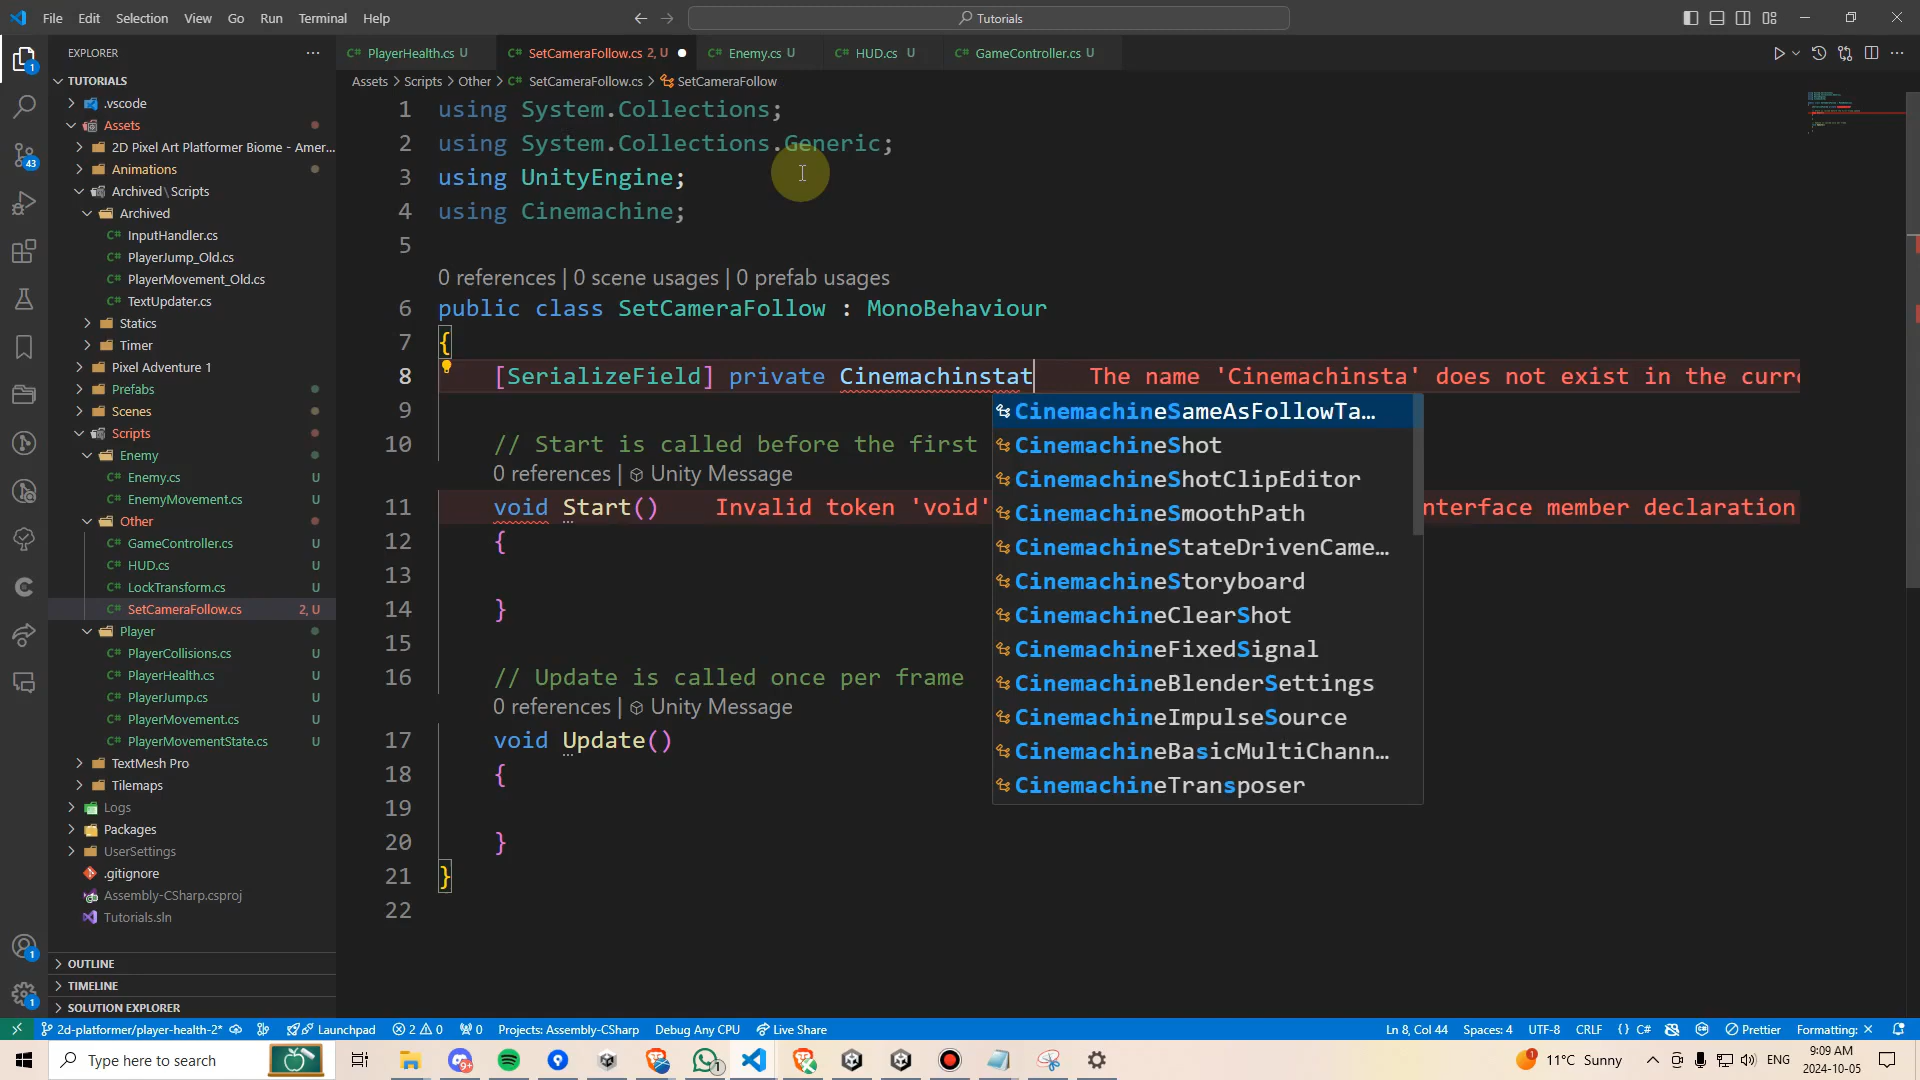 File Edit Selection View Go Run Terminal Help
Tutorials
EXPLORER
TUTORIALS
.vscode
Assets
2D Pixel Art Platformer Biome - Amer...
Animations
Archived \ Scripts
Archived
InputHandler.cs
PlayerJump_Old.cs
PlayerMovement_Old.cs
TextUpdater.cs
Statics
Timer
Pixel Adventure 1
Prefabs
Scenes
Scripts
Enemy
Enemy.cs U
EnemyMovement.cs U
Other
GameController.cs U
HUD.cs U
LockTransform.cs U
SetCameraFollow.cs 2, U
Player
PlayerCollisions.cs U
PlayerHealth.cs U
PlayerJump.cs U
PlayerMovement.cs U
PlayerMovementState.cs U
TextMesh Pro
Tilemaps
Logs
Packages
UserSettings
.gitignore
Assembly-CSharp.csproj
Tutorials.sln
OUTLINE
TIMELINE
SOLUTION EXPLORER
1
43
1
1
PlayerHealth.cs U SetCameraFollow.cs 2, U Enemy.cs U HUD.cs U GameController.cs U
Assets > Scripts > Other > SetCameraFollow.cs > SetCameraFollow
1 using System.Collections;
2 using System.Collections.Generic;
3 using UnityEngine;
4 using Cinemachine;
5
0 references | 0 scene usages | 0 prefab usages
6 public class SetCameraFollow : MonoBehaviour
7 {
8 [SerializeField] private Cinemachinstat The name 'Cinemachinsta' does not exist in the curr
9
10 // Start is called before the first
0 references | Unity Message
11 void Start() Invalid token 'void' nterface member declaration
12 {
13
14 }
15
16 // Update is called once per frame
0 references | Unity Message
17 void Update()
18 {
19
20 }
21 }
22
CinemachineSameAsFollowTa...
CinemachineShot
CinemachineShotClipEditor
CinemachineSmoothPath
CinemachineStateDrivenCame...
CinemachineStoryboard
CinemachineClearShot
CinemachineFixedSignal
CinemachineBlenderSettings
CinemachineImpulseSource
CinemachineBasicMultiChann...
CinemachineTransposer
2d-platformer/player-health-2* Launchpad 2 0 0 Projects: Assembly-CSharp Debug Any CPU Live Share Ln 8, Col 44 Spaces: 4 UTF-8 CRLF {} C# Prettier Formatting: ×
Type here to search 9+ 1 1 11°C Sunny ENG 9:09 AM
2024-10-05